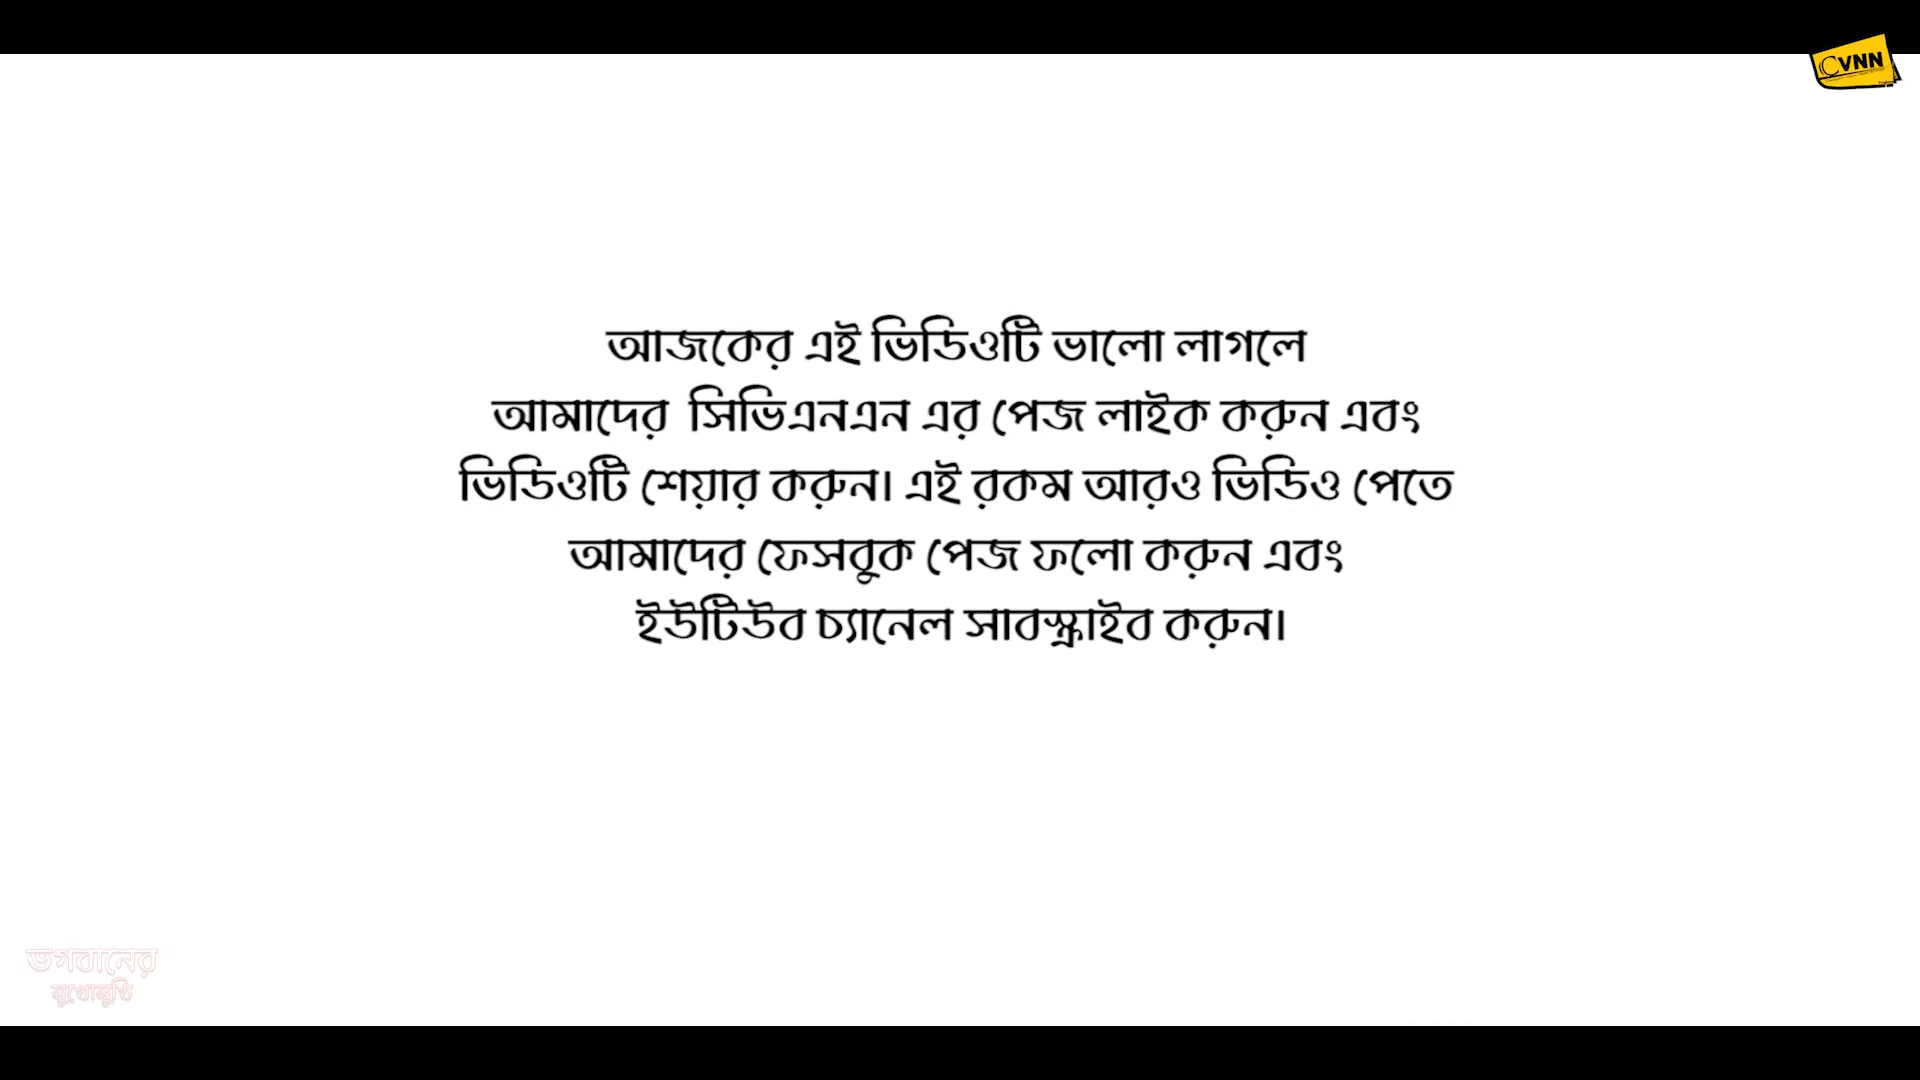 CVNN
আজকের এই ভিডিওটি ভালো লাগলে
আমাদের সিভিএনএন এর পেজ লাইক করুন এবং
ভিডিওটি শেয়ার করুন। এই রকম আরও ভিডিও পেতে
আমাদের ফেসবুক পেজ ফলো করুন এবং
ইউটিউব চ্যানেল সাবস্ক্রাইব করুন।
ভগবানের
মুখোমুখি